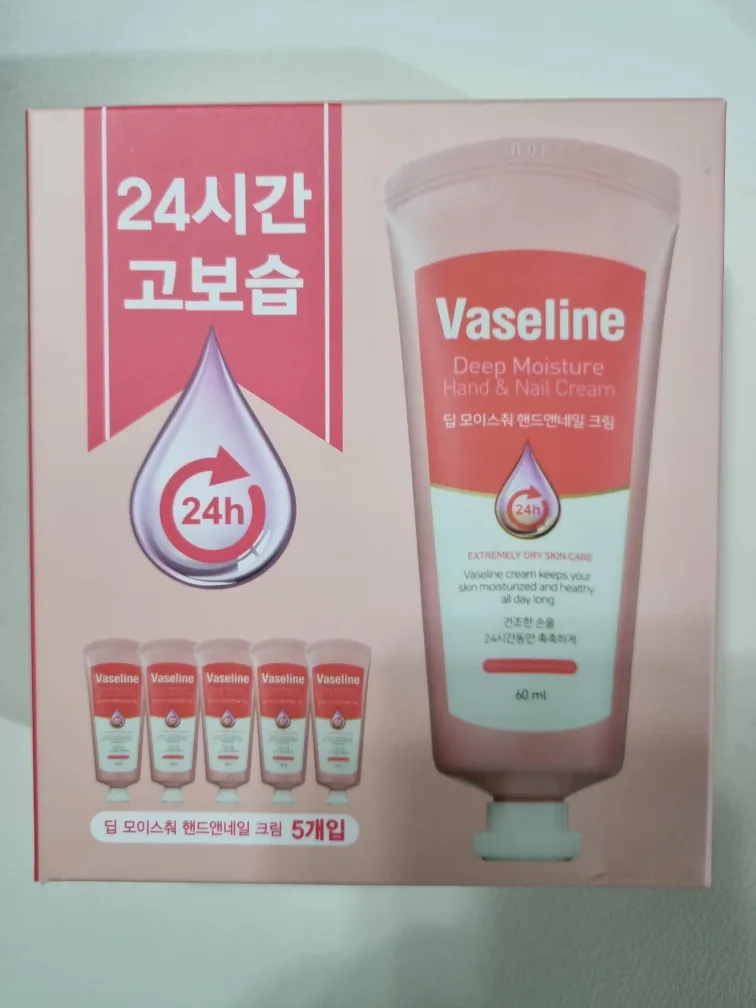 24시간
고보습
24h
Vaseline
Deep Moisture
Hand & Nail Cream
딥 모이스춰 핸드앤네일 크림
24h
EXTREMELY DRY SKIN CARE
Vaseline cream keeps your
skin moisturized and healthy
all day long
건조한 손을
24시간동안 촉촉하게
60 ml
Vaseline Vaseline Vaseline Vaseline Vaseline
딥 모이스춰 핸드앤네일 크림 5개입